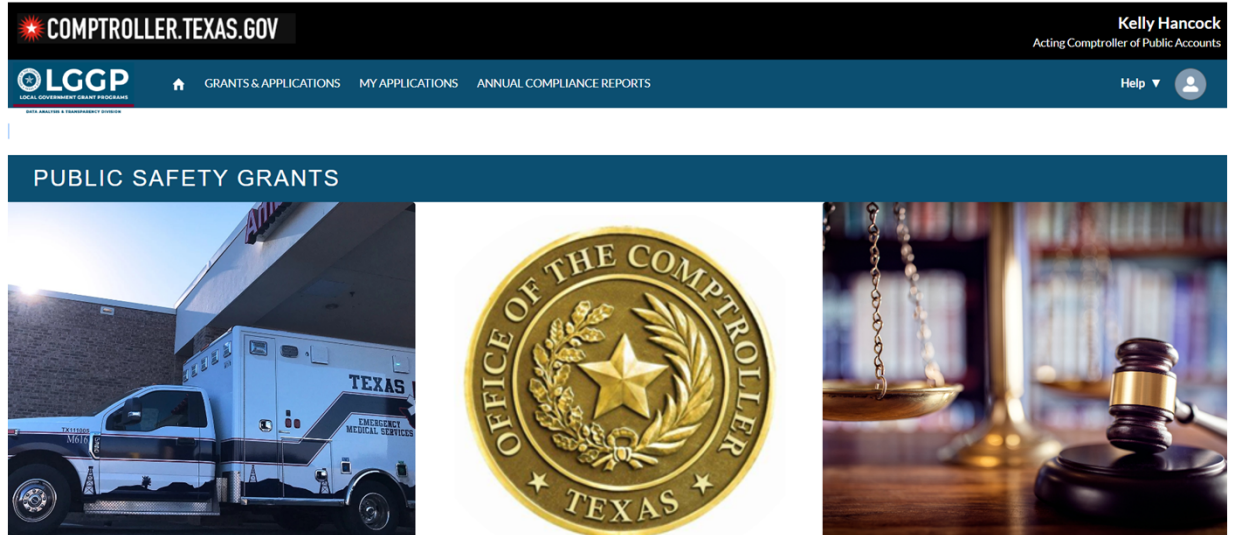 COMPTROLLER.TEXAS.GOV
Kelly Hancock
Acting Comptroller of Public Accounts
LGGP
LOCAL GOVERNMENT GRANT PROGRAMS
DATA ANALYSIS & TRANSPARENCY DIVISION
GRANTS & APPLICATIONS MY APPLICATIONS ANNUAL COMPLIANCE REPORTS
Help ▼
PUBLIC SAFETY GRANTS
TEXAS
EMERGENCY
MEDICAL SERVICES
TX111005
M616
OFFICE OF THE COMPTROLLER
TEXAS